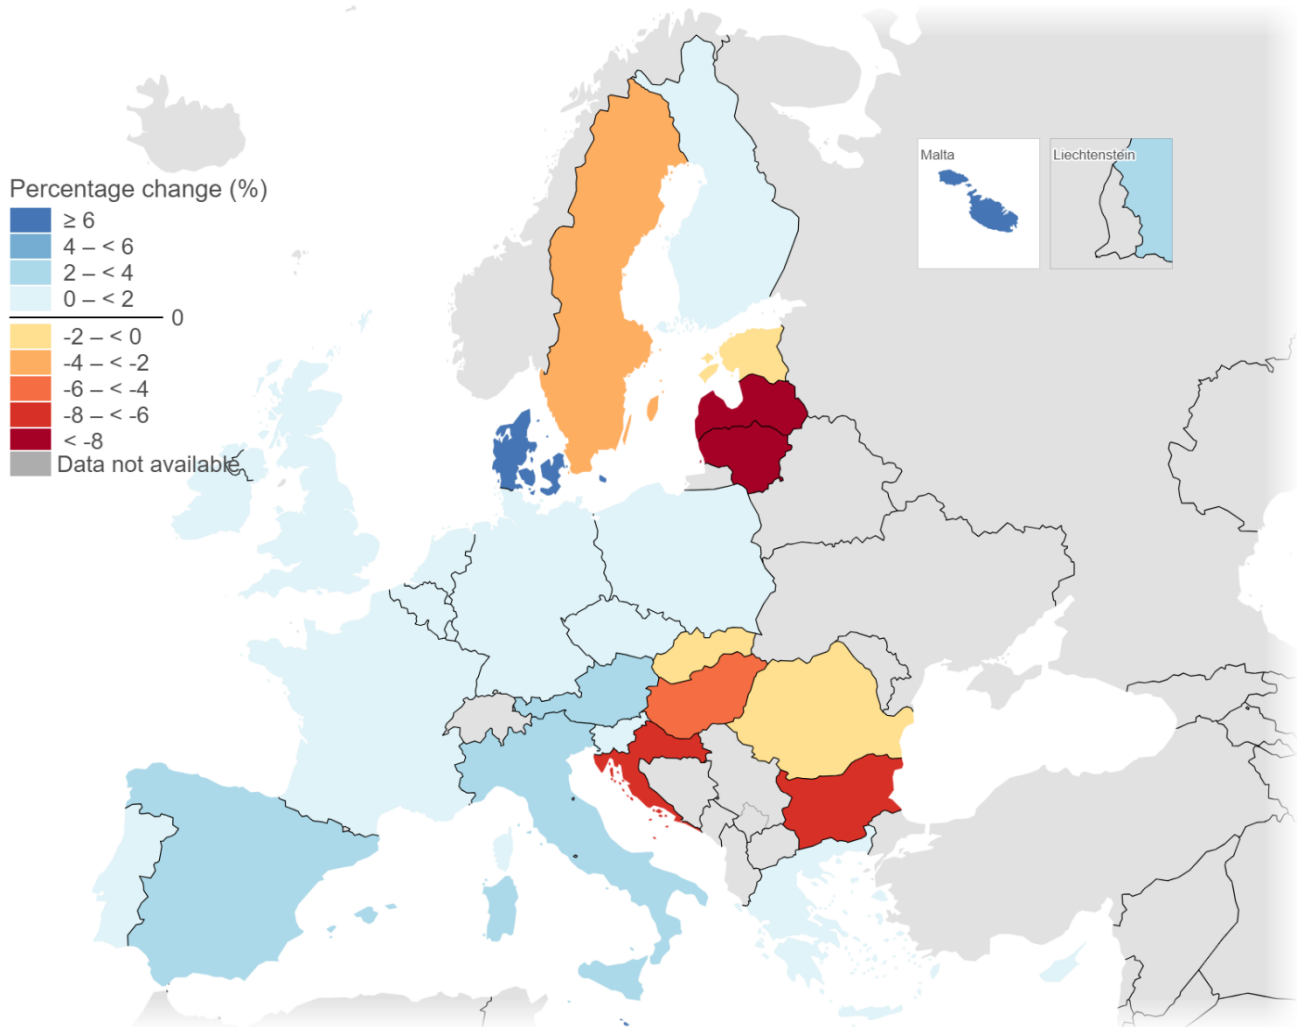 Percentage change (%)
≥ 6
4 – < 6
2 – < 4
0 – < 2
0
-2 – < 0
-4 – < -2
-6 – < -4
-8 – < -6
< -8
Data not available
Malta
Liechtenstein